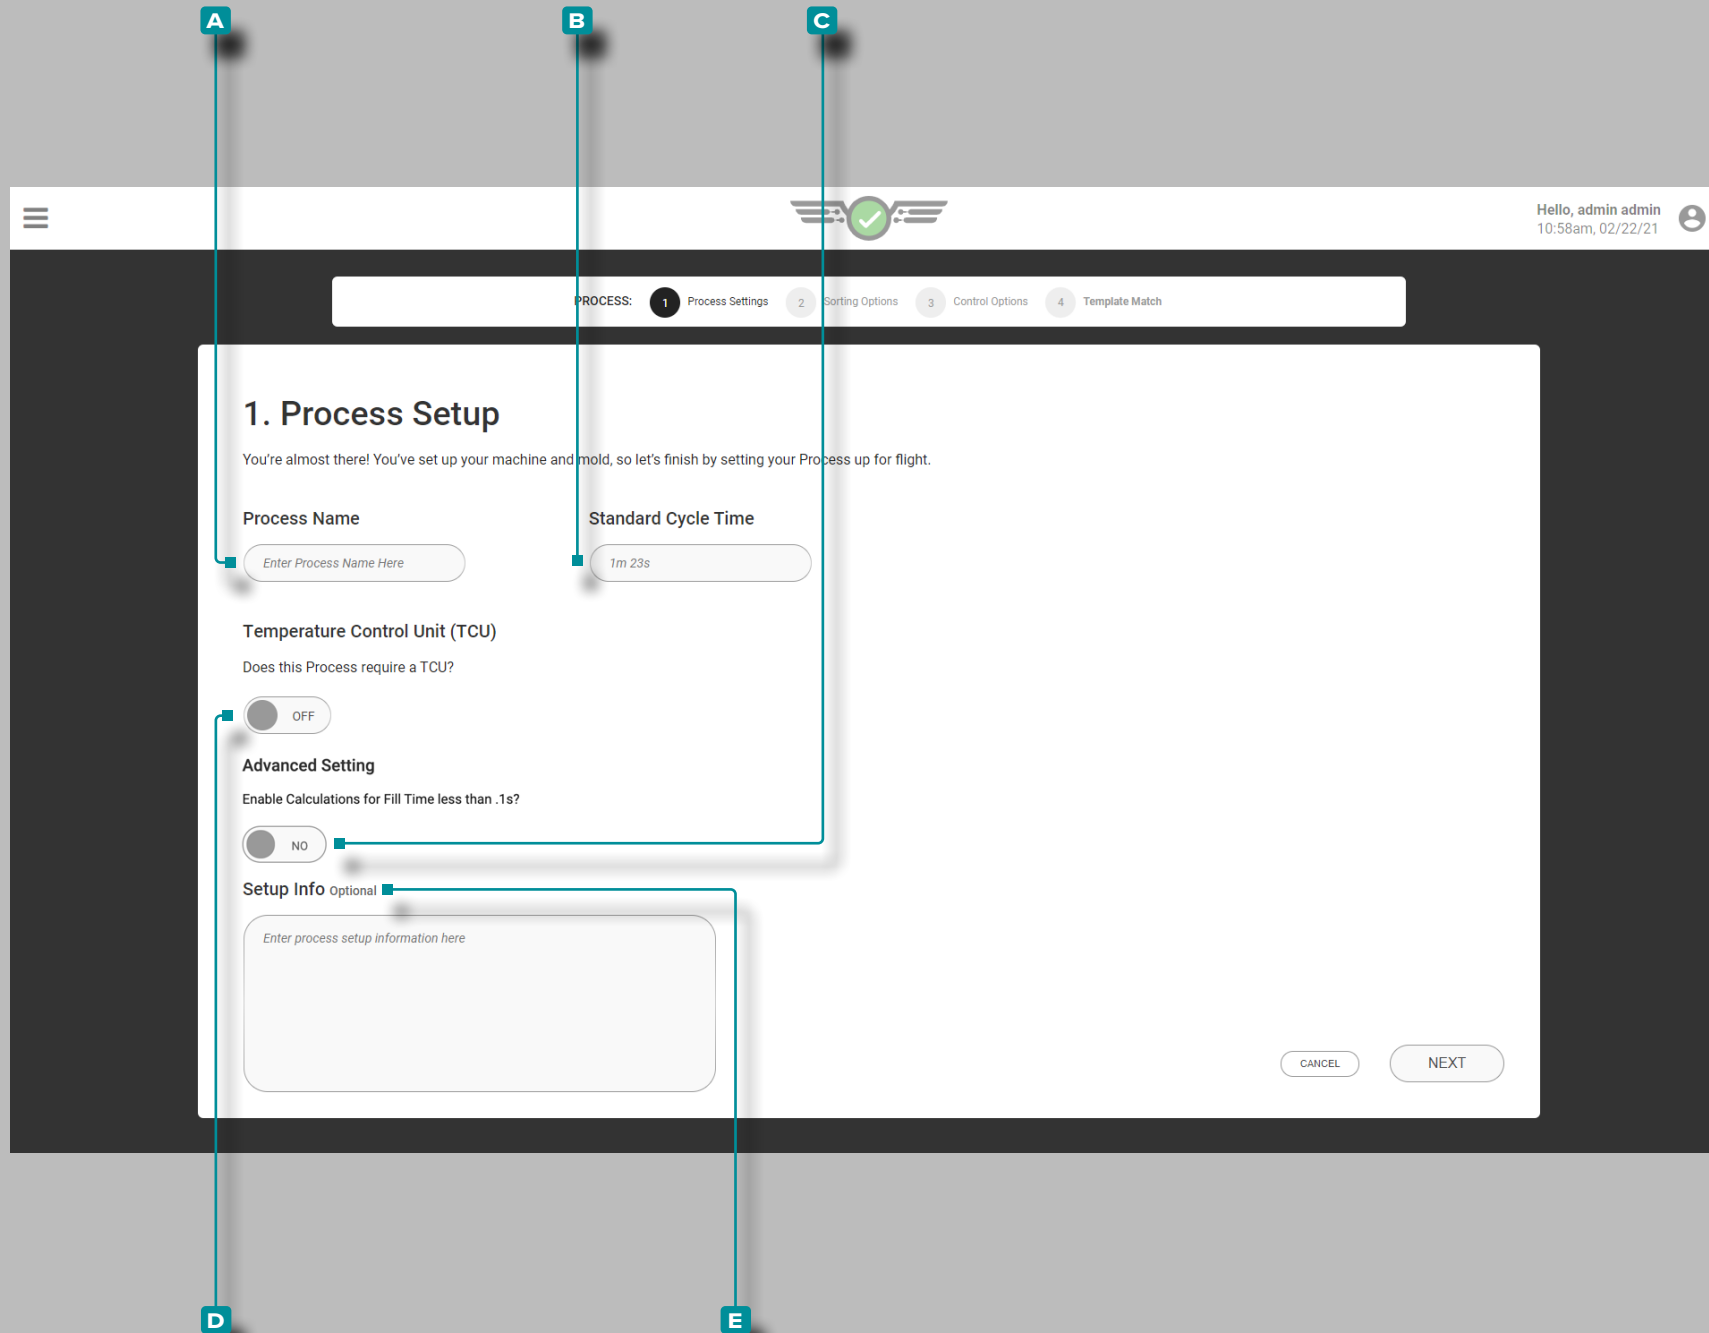 A B C
Hello, admin admin
10:58am, 02/22/21
PROCESS: 1 Process Settings 2 Sorting Options 3 Control Options 4 Template Match
1. Process Setup
You're almost there! You've set up your machine and mold, so let's finish by setting your Process up for flight.
Process Name Standard Cycle Time
Enter Process Name Here 1m 23s
Temperature Control Unit (TCU)
Does this Process require a TCU?
OFF
Advanced Setting
Enable Calculations for Fill Time less than .1s?
NO
Setup Info Optional
Enter process setup information here
CANCEL NEXT
D E